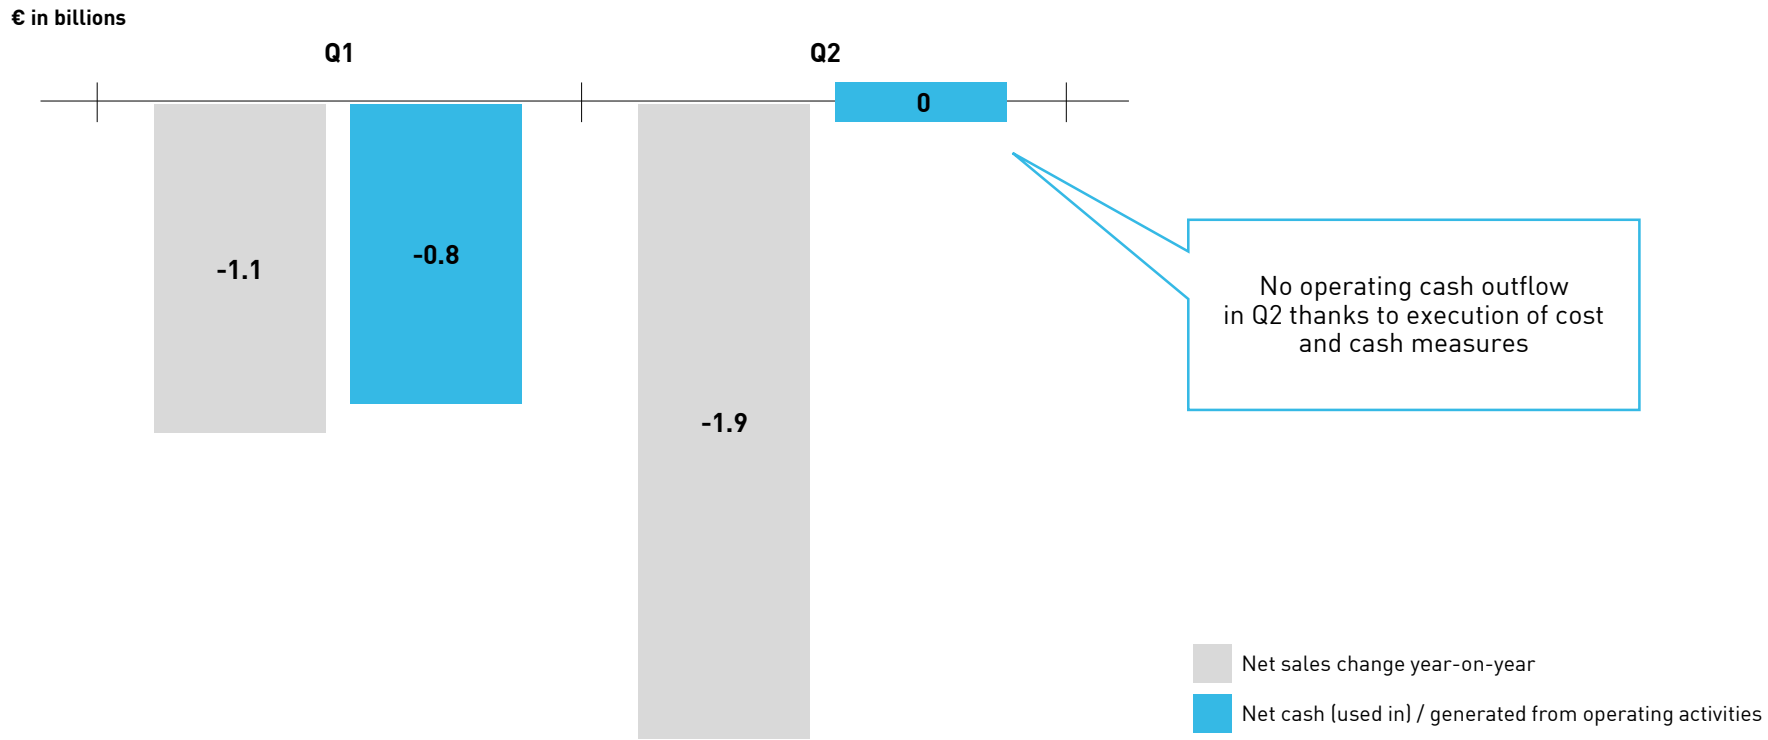 € in billions
Q1
Q2
0
-1.1
-0.8
-1.9
No operating cash outflow
in Q2 thanks to execution of cost
and cash measures
Net sales change year-on-year
Net cash (used in) / generated from operating activities